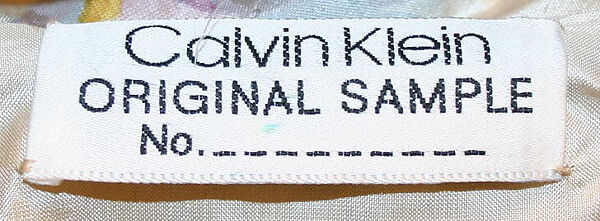 Calvin Klein
ORIGINAL SAMPLE
No. _ _ _ _ _ _ _ _ _ _